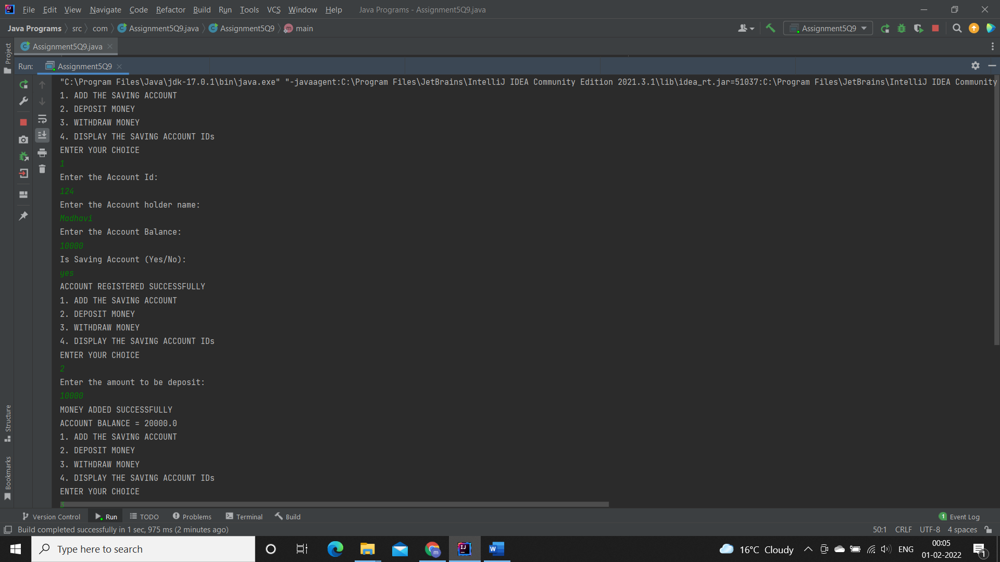 File Edit View Navigate Code Refactor Build Run Tools VCS Window Help Java Programs - Assignment5Q9.java
Java Programs src com Assignment5Q9.java Assignment5Q9 main Assignment5Q9
Project
Assignment5Q9.java
Run: Assignment5Q9
"C:\Program Files\Java\jdk-17.0.1\bin\java.exe" "-javaagent:C:\Program Files\JetBrains\IntelliJ IDEA Community Edition 2021.3.1\lib\idea_rt.jar=51037:C:\Program Files\JetBrains\IntelliJ IDEA Community
1. ADD THE SAVING ACCOUNT
2. DEPOSIT MONEY
3. WITHDRAW MONEY
4. DISPLAY THE SAVING ACCOUNT IDs
ENTER YOUR CHOICE
1
Enter the Account Id:
124
Enter the Account holder name:
Madhavi
Enter the Account Balance:
10000
Is Saving Account (Yes/No):
yes
ACCOUNT REGISTERED SUCCESSFULLY
1. ADD THE SAVING ACCOUNT
2. DEPOSIT MONEY
3. WITHDRAW MONEY
4. DISPLAY THE SAVING ACCOUNT IDs
ENTER YOUR CHOICE
2
Enter the amount to be deposit:
10000
MONEY ADDED SUCCESSFULLY
ACCOUNT BALANCE = 20000.0
1. ADD THE SAVING ACCOUNT
2. DEPOSIT MONEY
3. WITHDRAW MONEY
4. DISPLAY THE SAVING ACCOUNT IDs
ENTER YOUR CHOICE
3
Structure
Bookmarks
Version Control Run TODO Problems Terminal Build 1 Event Log
Build completed successfully in 1 sec, 975 ms (2 minutes ago) 50:1 CRLF UTF-8 4 spaces
Type here to search 16°C Cloudy ENG 00:05
01-02-2022 1